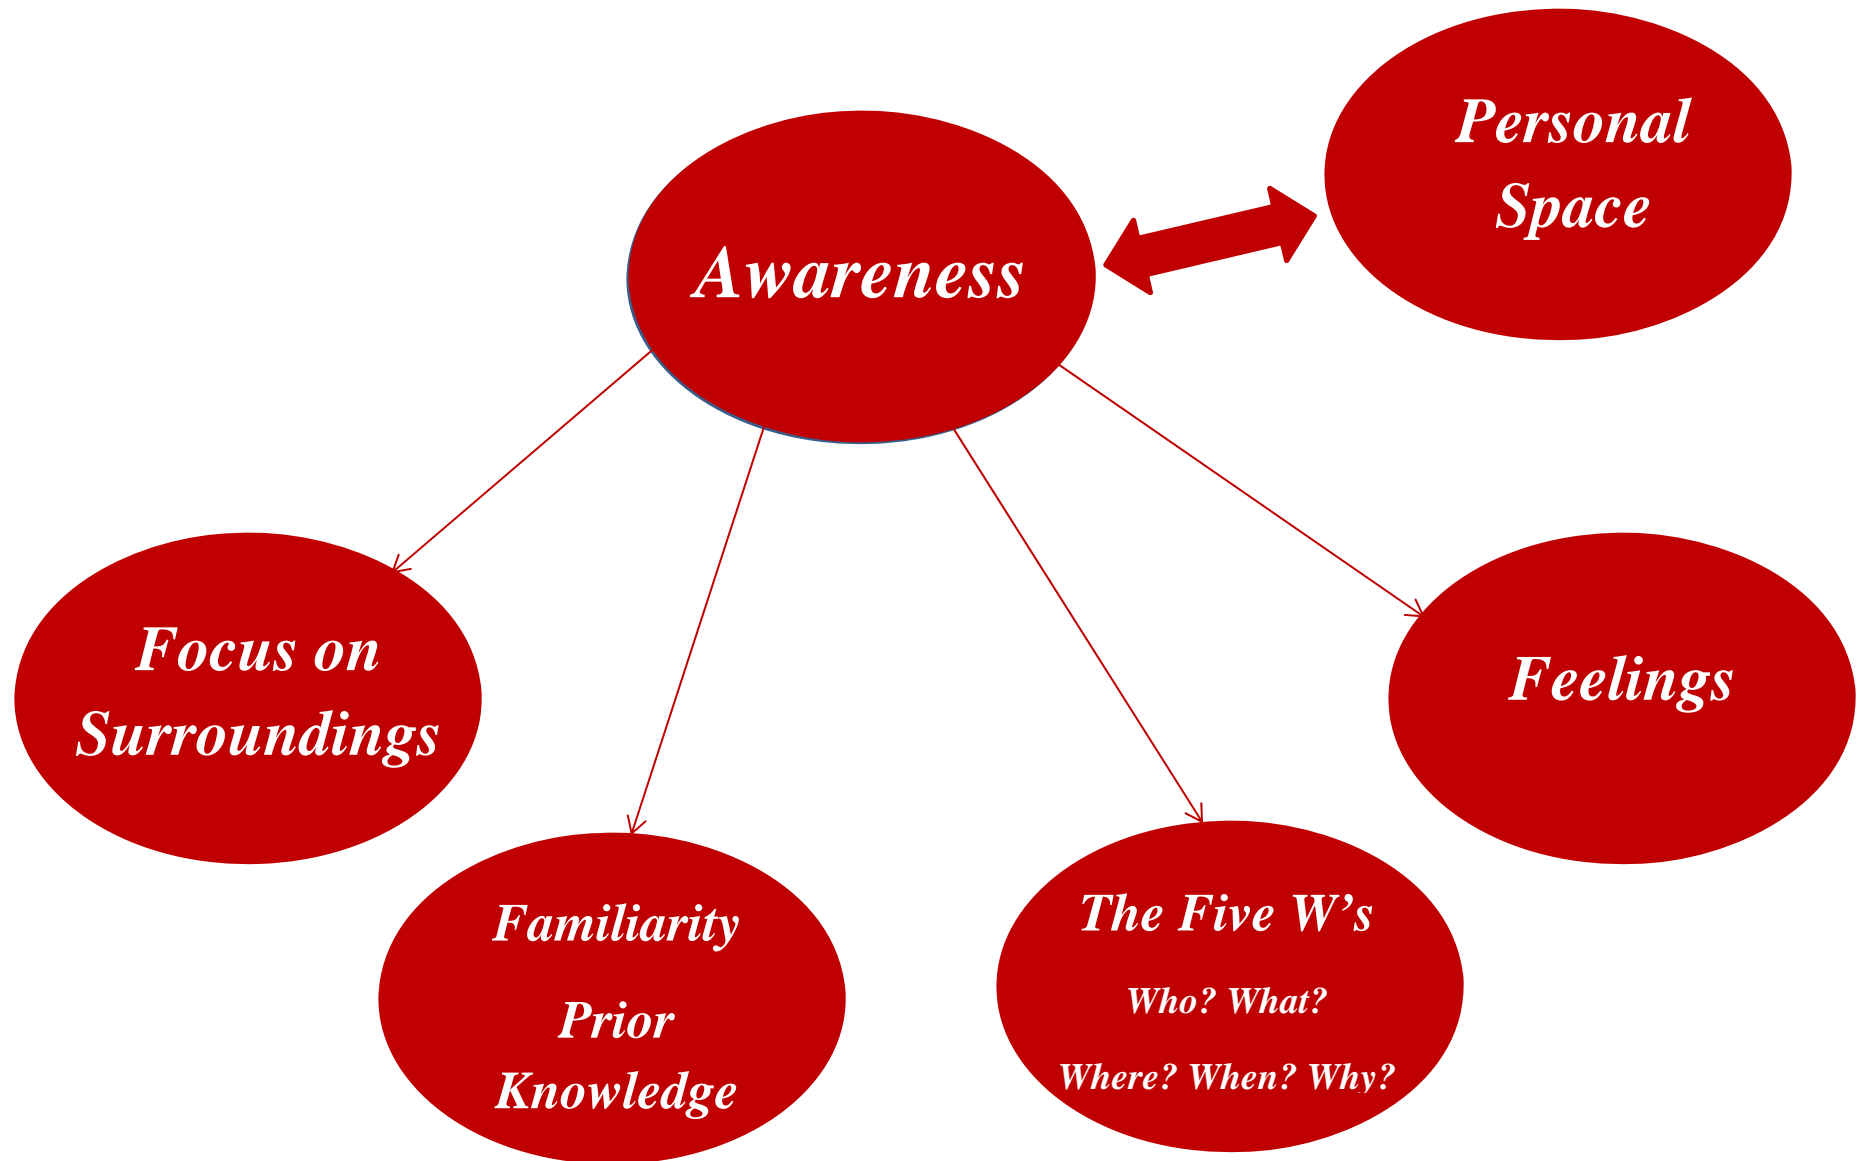 Personal
Space
Awareness
Focus on
Surroundings
Feelings
Familiarity
Prior
Knowledge
The Five W’s
Who? What?
Where? When? Why?